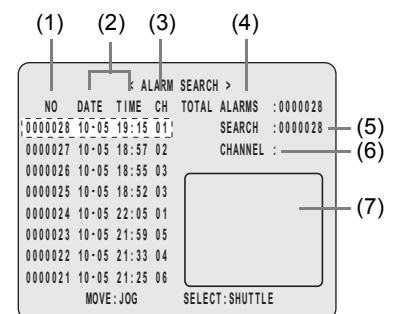 (1) (2) (3) (4)
< ALARM SEARCH >
NO DATE TIME CH TOTAL ALARMS :0000028
0000028 10-05 19:15 01 SEARCH :0000028 (5)
0000027 10-05 18:57 02 CHANNEL : (6)
0000026 10-05 18:55 03
0000025 10-05 18:52 03
0000024 10-05 22:05 01 (7)
0000023 10-05 21:59 05
0000022 10-05 21:33 04
0000021 10-05 21:25 06
MOVE:JOG SELECT:SHUTTLE